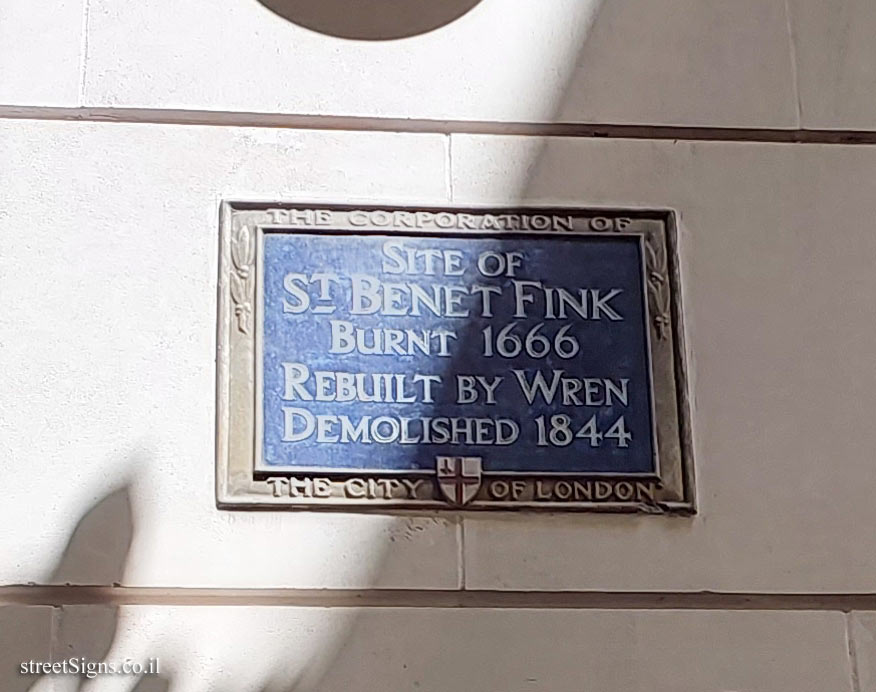 THE CORPORATION OF
SITE OF
ST BENET FINK
BURNT 1666
REBUILT BY WREN
DEMOLISHED 1844
THE CITY OF LONDON
streetSigns.co.il